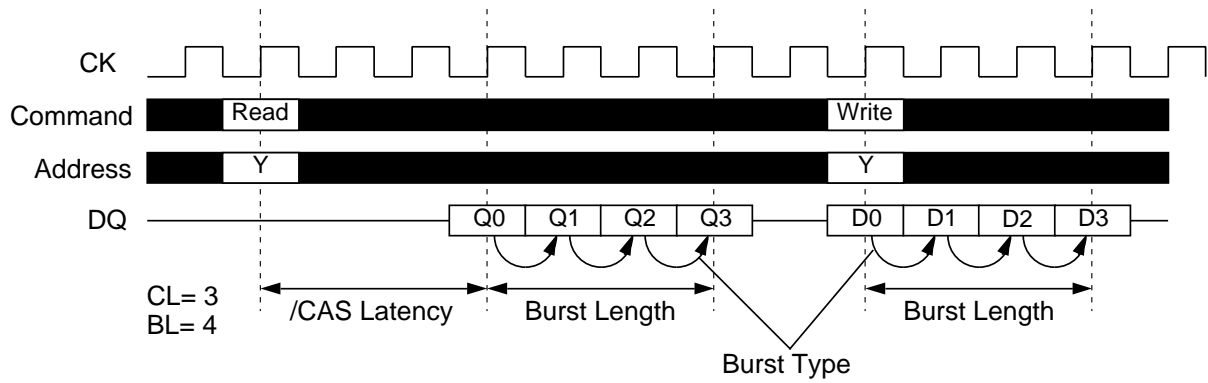 CK
Command Read Write
Address Y Y
DQ Q0 Q1 Q2 Q3 D0 D1 D2 D3
CL= 3 /CAS Latency Burst Length Burst Length
BL= 4
Burst Type